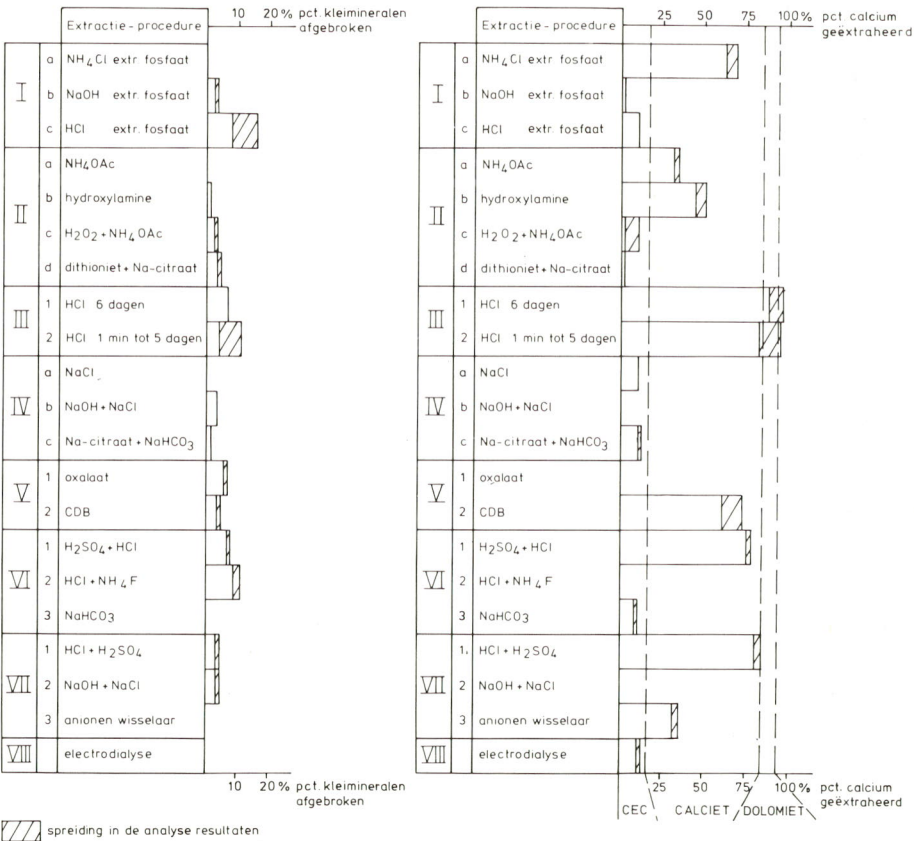 10 20% pct. kleimineralen
Extractie-procedure afgebroken
I a NH4Cl extr. fosfaat
b NaOH extr. fosfaat
c HCl extr. fosfaat
II a NH4OAc
b hydroxylamine
c H2O2+NH4OAc
d dithioniet+Na-citraat
III 1 HCl 6 dagen
2 HCl 1 min tot 5 dagen
IV a NaCl
b NaOH+NaCl
c Na-citraat+NaHCO3
V 1 oxalaat
2 CDB
VI 1 H2SO4+HCl
2 HCl+NH4F
3 NaHCO3
VII 1 HCl+H2SO4
2 NaOH+NaCl
3 anionen wisselaar
VIII electrodialyse
10 20% pct. kleimineralen
afgebroken
spreiding in de analyse resultaten
25 50 75 100% pct. calcium
Extractie-procedure geëxtraheerd
I a NH4Cl extr. fosfaat
b NaOH extr. fosfaat
c HCl extr. fosfaat
II a NH4OAc
b hydroxylamine
c H2O2+NH4OAc
d dithioniet+Na-citraat
III 1 HCl 6 dagen
2 HCl 1 min tot 5 dagen
IV a NaCl
b NaOH+NaCl
c Na-citraat+NaHCO3
V 1 oxalaat
2 CDB
VI 1 H2SO4+HCl
2 HCl+NH4F
3 NaHCO3
VII 1. HCl+H2SO4
2 NaOH+NaCl
3 anionen wisselaar
VIII electrodialyse
25 50 75 100% pct. calcium
geëxtraheerd
CEC CALCIET DOLOMIET